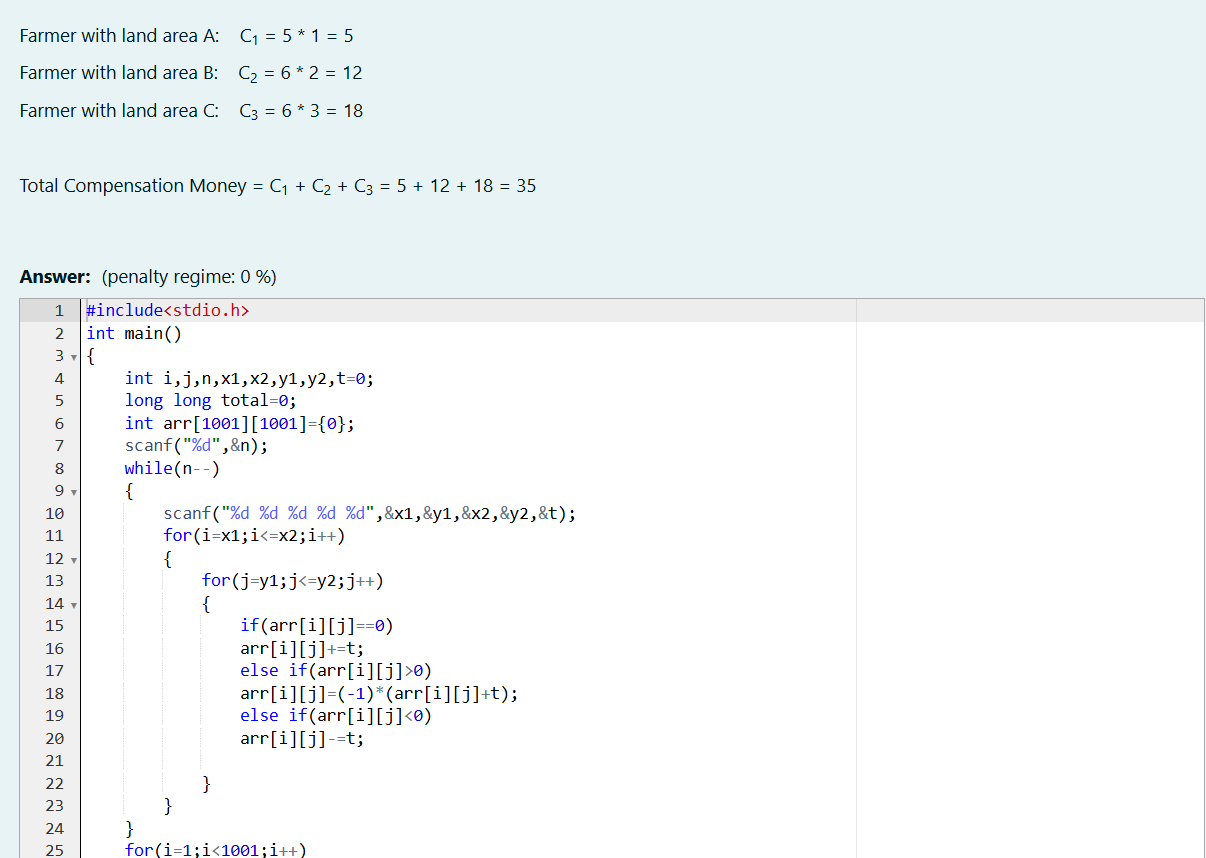 Farmer with land area A: C₁ = 5 * 1 = 5
Farmer with land area B: C₂ = 6 * 2 = 12
Farmer with land area C: C₃ = 6 * 3 = 18
Total Compensation Money = C₁ + C₂ + C₃ = 5 + 12 + 18 = 35
Answer: (penalty regime: 0 %)
1 #include<stdio.h>
2 int main()
3 {
4     int i,j,n,x1,x2,y1,y2,t=0;
5     long long total=0;
6     int arr[1001][1001]={0};
7     scanf("%d",&n);
8     while(n--)
9     {
10         scanf("%d %d %d %d %d",&x1,&y1,&x2,&y2,&t);
11         for(i=x1;i<=x2;i++)
12         {
13             for(j=y1;j<=y2;j++)
14             {
15                 if(arr[i][j]==0)
16                 arr[i][j]+=t;
17                 else if(arr[i][j]>0)
18                 arr[i][j]=(-1)*(arr[i][j]+t);
19                 else if(arr[i][j]<0)
20                 arr[i][j]-=t;
21
22             }
23         }
24     }
25     for(i=1;i<1001;i++)